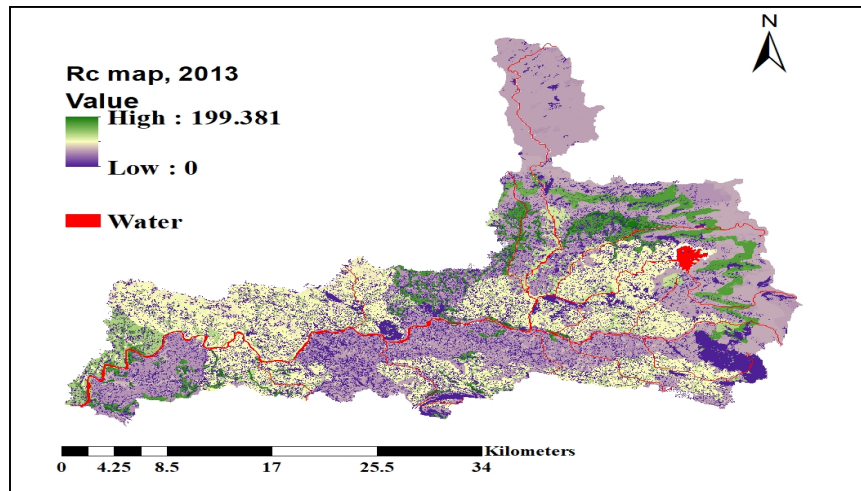 N
Rc map, 2013
Value
High : 199.381
Low : 0
Water
Kilometers
0 4.25 8.5 17 25.5 34